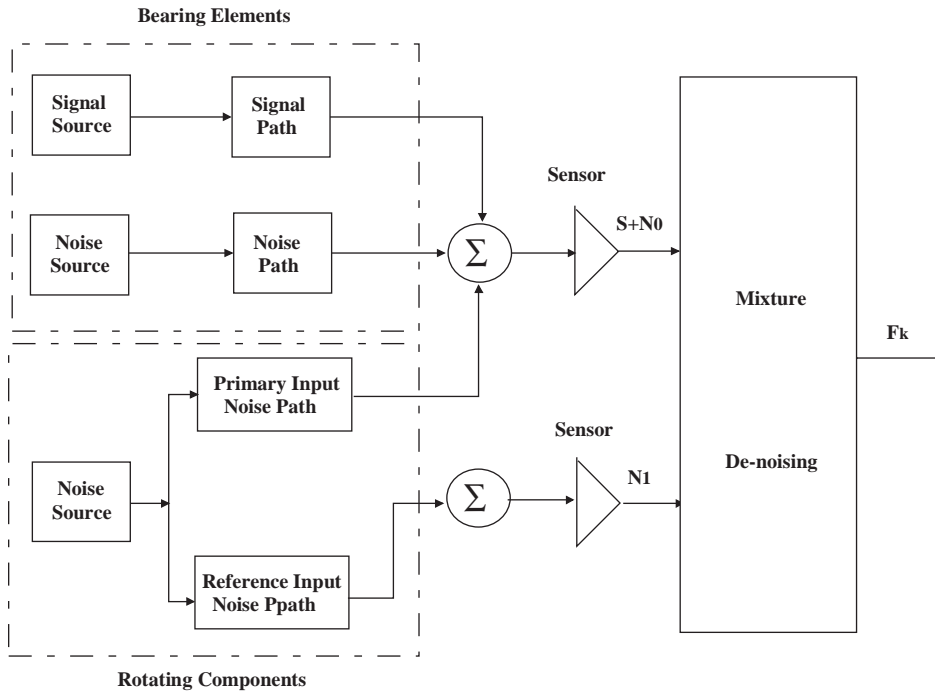 Bearing Elements
Signal
Source
Signal
Path
Sensor
S+N0
Noise
Source
Noise
Path
Σ
Mixture
Fk
Primary Input
Noise Path
Sensor
De-noising
N1
Noise
Source
Σ
Reference Input
Noise Ppath
Rotating Components